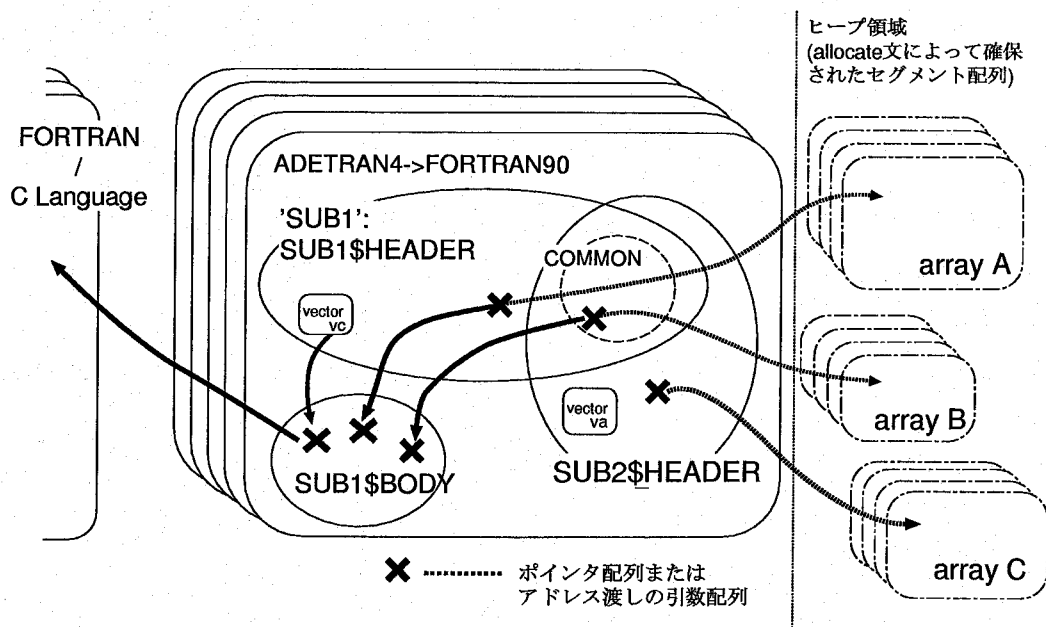 FORTRAN
/
C Language
ADETRAN4->FORTRAN90
'SUB1':
SUB1$HEADER
COMMON
vector
vc
vector
va
SUB1$BODY
SUB2$HEADER
ヒープ領域
(allocate文によって確保
されたセグメント配列)
array A
array B
array C
ポインタ配列または
アドレス渡しの引数配列